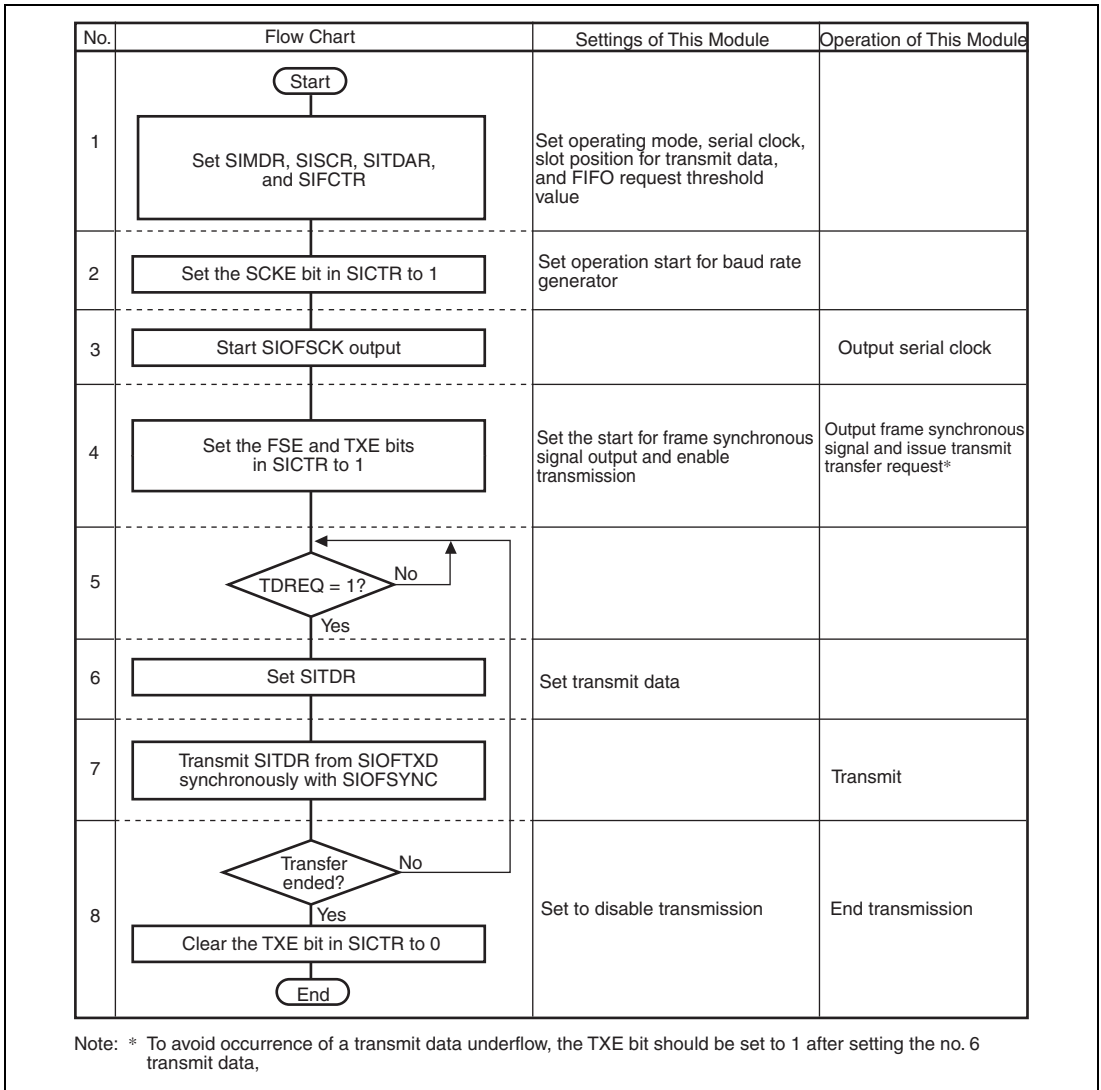 No.
Flow Chart
Settings of This Module
Operation of This Module
Start
1
Set SIMDR, SISCR, SITDAR,
and SIFCTR
Set operating mode, serial clock,
slot position for transmit data,
and FIFO request threshold
value
2
Set the SCKE bit in SICTR to 1
Set operation start for baud rate
generator
3
Start SIOFSCK output
Output serial clock
4
Set the FSE and TXE bits
in SICTR to 1
Set the start for frame synchronous
signal output and enable
transmission
Output frame synchronous
signal and issue transmit
transfer request*
5
TDREQ = 1?
No
Yes
6
Set SITDR
Set transmit data
7
Transmit SITDR from SIOFTXD
synchronously with SIOFSYNC
Transmit
8
Transfer
ended?
No
Yes
Clear the TXE bit in SICTR to 0
Set to disable transmission
End transmission
End
Note: * To avoid occurrence of a transmit data underflow, the TXE bit should be set to 1 after setting the no. 6
transmit data,